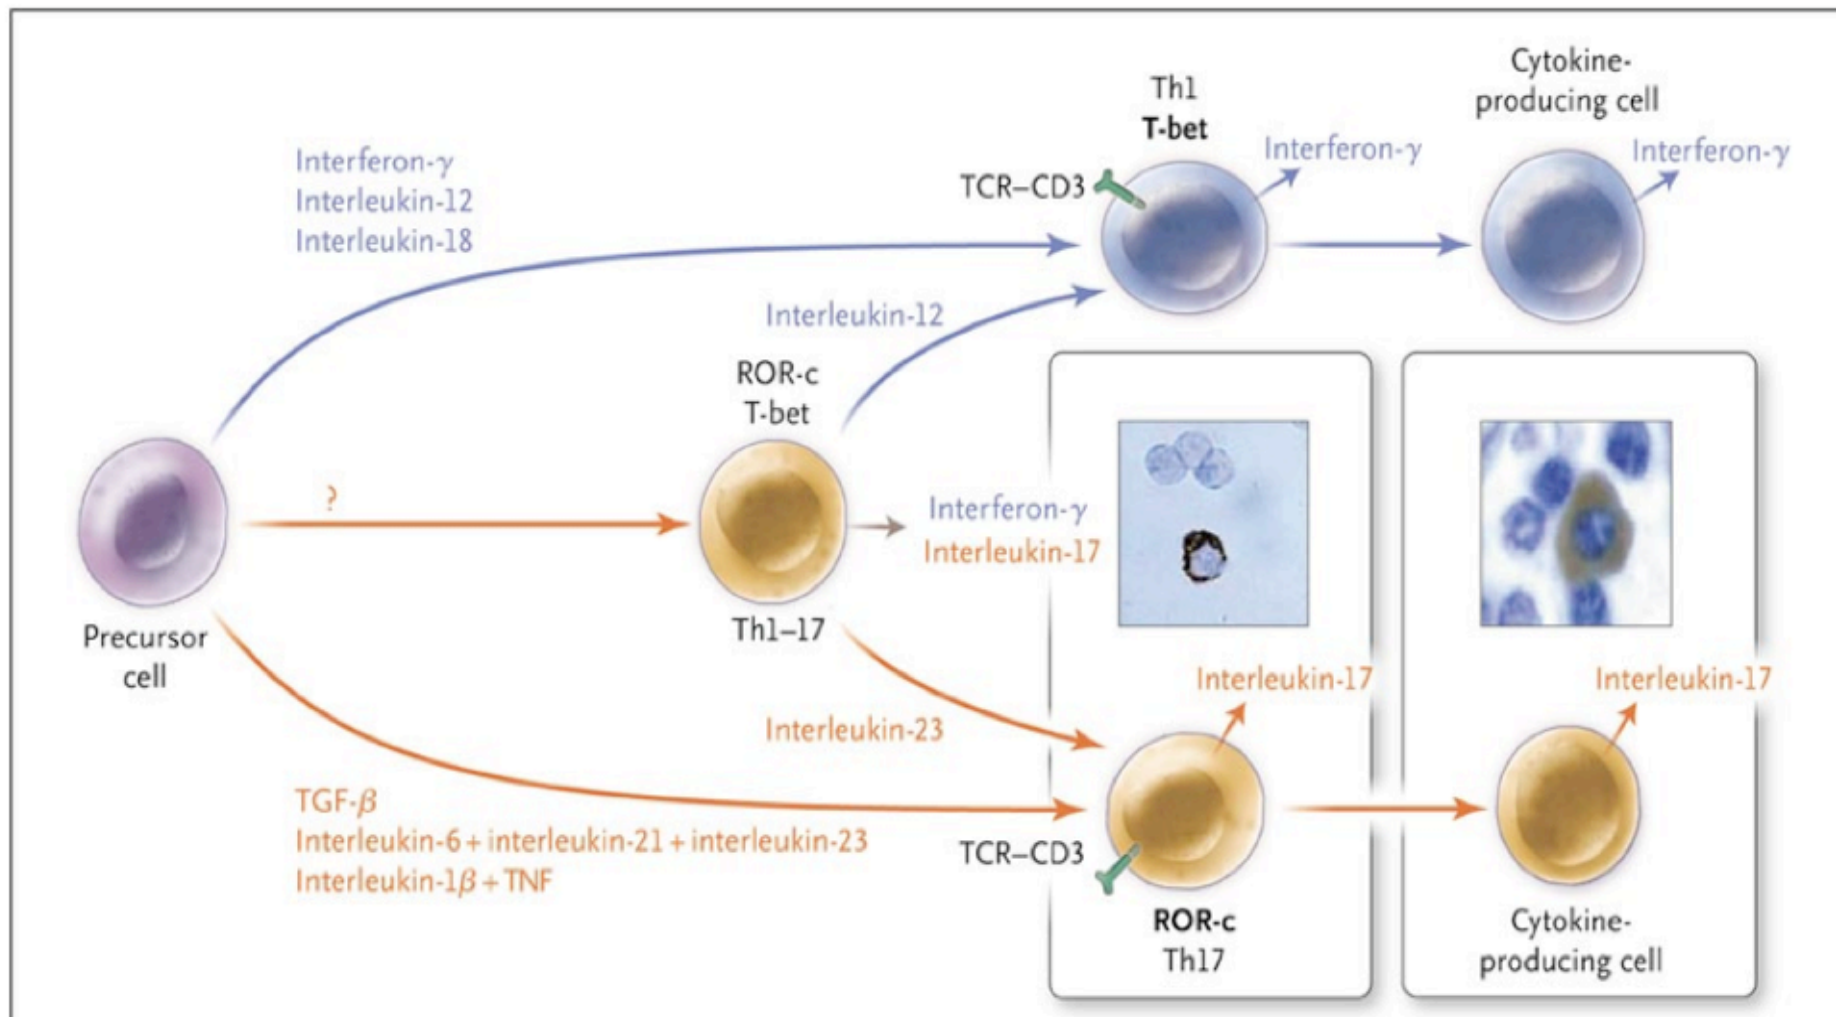 Cytokine-
producing cell
Th1
T-bet
Interferon-γ
Interferon-γ
Interferon-γ
Interleukin-12
Interleukin-18
TCR–CD3
Interleukin-12
ROR-c
T-bet
?
Interferon-γ
Interleukin-17
Th1–17
Precursor
cell
Interleukin-17
Interleukin-17
Interleukin-23
TGF-β
Interleukin-6 + interleukin-21 + interleukin-23
Interleukin-1β + TNF
TCR–CD3
ROR-c
Th17
Cytokine-
producing cell